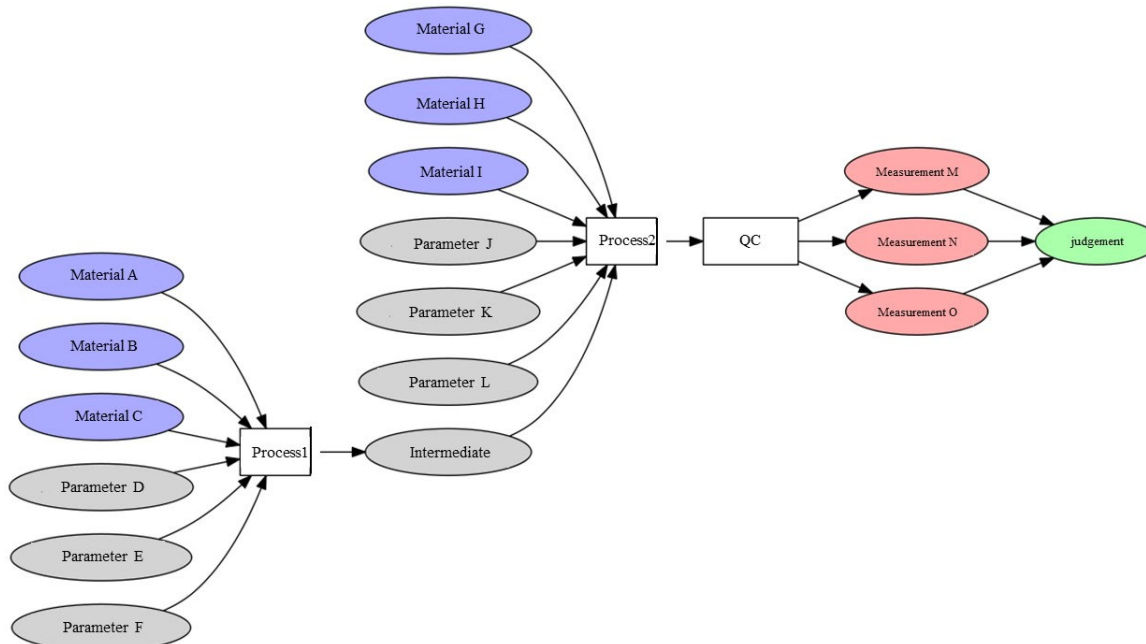 Material G
Material H
Material I
Parameter J
Process2
QC
Measurement M
Measurement N
judgement
Measurement O
Material A
Parameter K
Material B
Parameter L
Material C
Process1
Intermediate
Parameter D
Parameter E
Parameter F